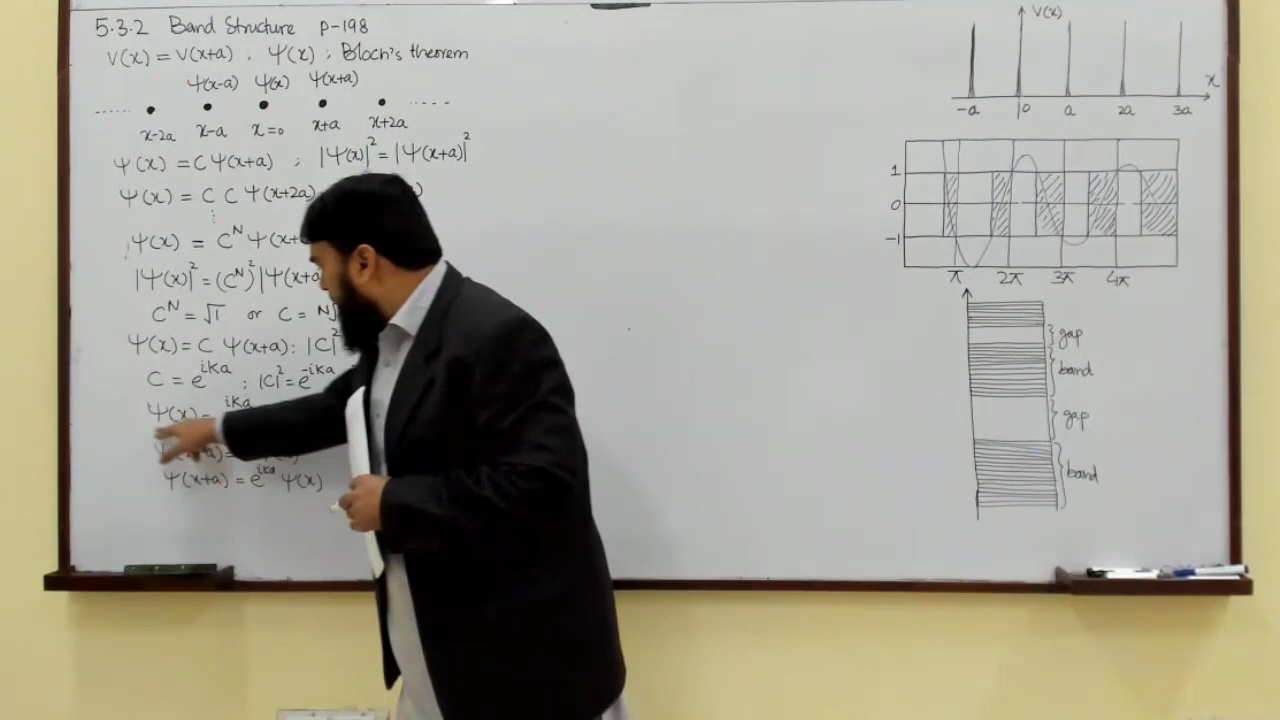 5.3.2 Band Structure p-198
V(x) = V(x+a) , Ψ(x) ; Bloch's theorem
Ψ(x-a) Ψ(x) Ψ(x+a)
x-2a x-a x=0 x+a x+2a
Ψ(x) = C Ψ(x+a) ; |Ψ(x)|² = |Ψ(x+a)|²
Ψ(x) = C C Ψ(x+2a)
Ψ(x) = C^N Ψ(x+
|Ψ(x)|² = (C^N)² |Ψ(x+a
C^N = √1 or C = N√
Ψ(x) = C Ψ(x+a) : |C|² =
C = e^ika ; |C|² = e^-ika
Ψ(x) = ika
Ψ(x+a) = e^ika Ψ(x)
V(x)
x
-a 0 a 2a 3a
1
0
-1
π 2π 3π 4π
gap
band
gap
band